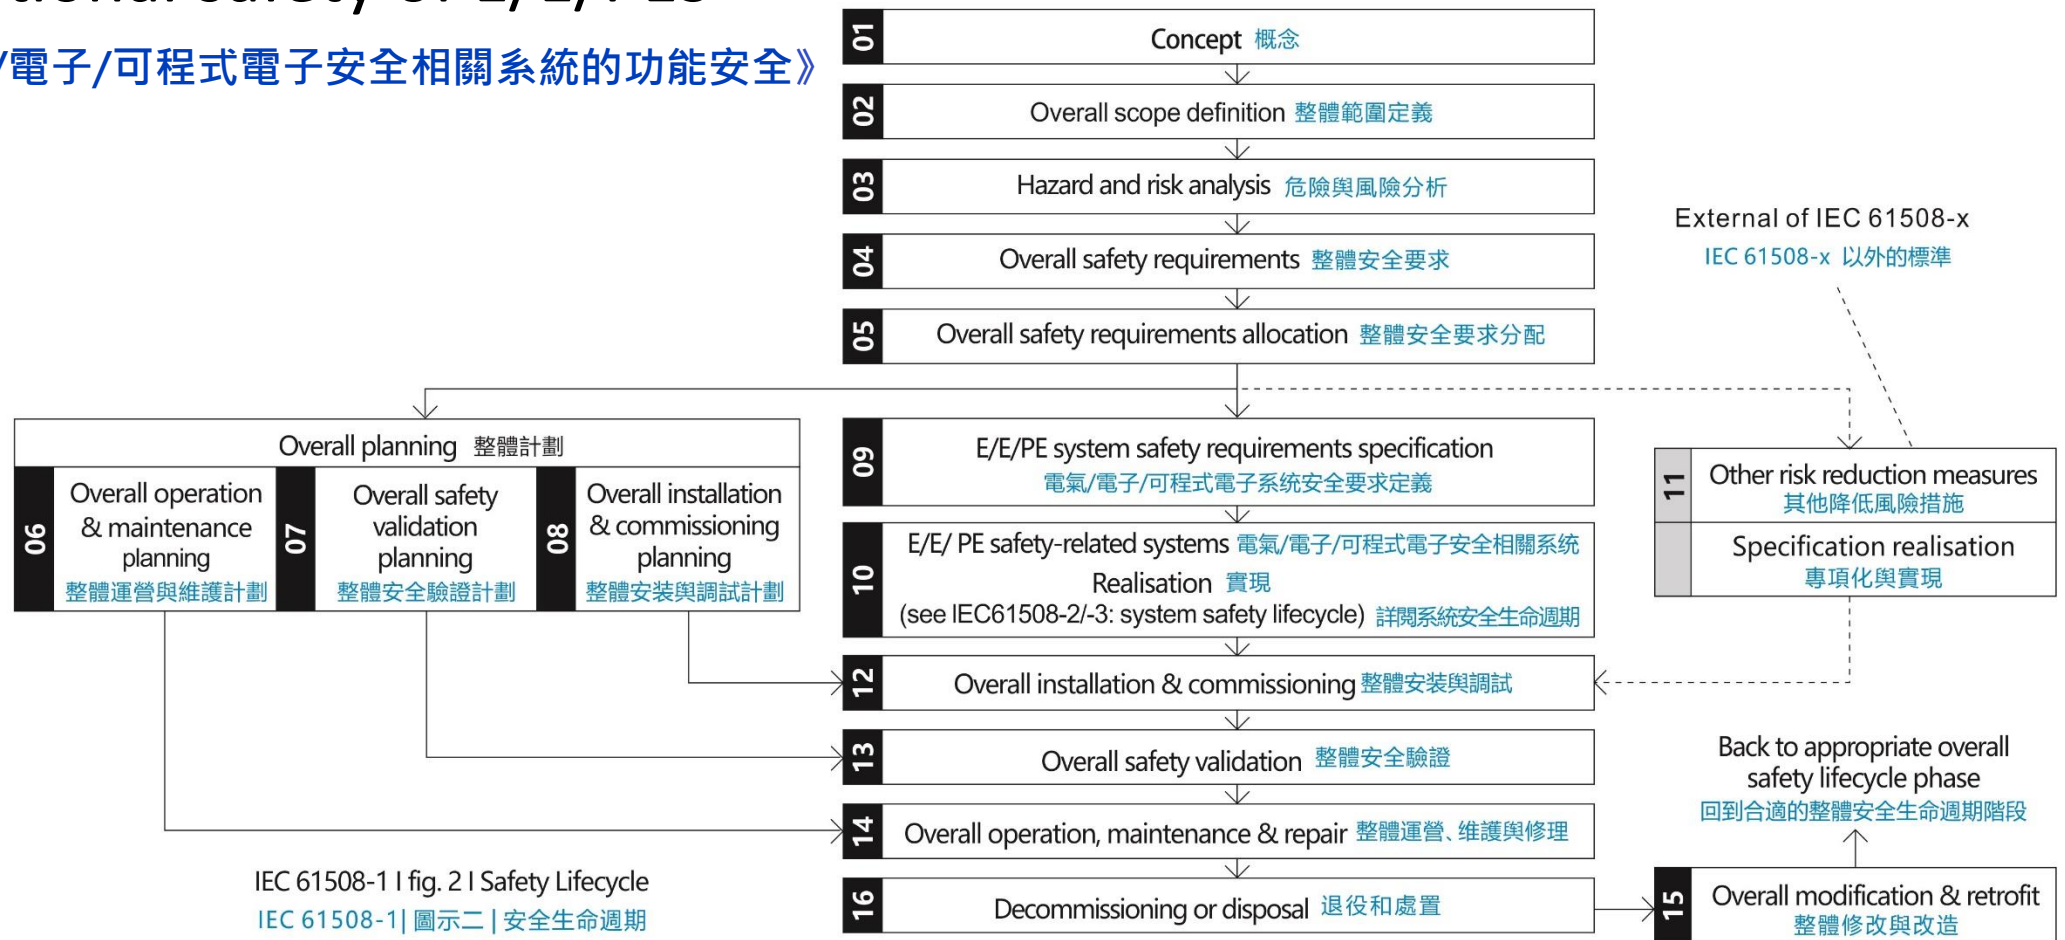 tional safety of E/E/PES
/電子/可程式電子安全相關系統的功能安全》
01 Concept 概念
02 Overall scope definition 整體範圍定義
03 Hazard and risk analysis 危險與風險分析
04 Overall safety requirements 整體安全要求
05 Overall safety requirements allocation 整體安全要求分配
External of IEC 61508-x
IEC 61508-x 以外的標準
Overall planning 整體計劃
06 Overall operation
& maintenance
planning
整體運營與維護計劃
07 Overall safety
validation
planning
整體安全驗證計劃
08 Overall installation
& commissioning
planning
整體安装與調試計劃
09 E/E/PE system safety requirements specification
電氣/電子/可程式電子系统安全要求定義
10 E/E/ PE safety-related systems 電氣/電子/可程式電子安全相關系统
Realisation 實現
(see IEC61508-2/-3: system safety lifecycle) 詳閱系統安全生命週期
11 Other risk reduction measures
其他降低風險措施
Specification realisation
專項化與實現
12 Overall installation & commissioning 整體安装與調試
13 Overall safety validation 整體安全驗證
14 Overall operation, maintenance & repair 整體運營、维護與修理
16 Decommissioning or disposal 退役和處置
Back to appropriate overall
safety lifecycle phase
回到合適的整體安全生命週期階段
15 Overall modification & retrofit
整體修改與改造
IEC 61508-1 I fig. 2 I Safety Lifecycle
IEC 61508-1| 圖示二 | 安全生命週期